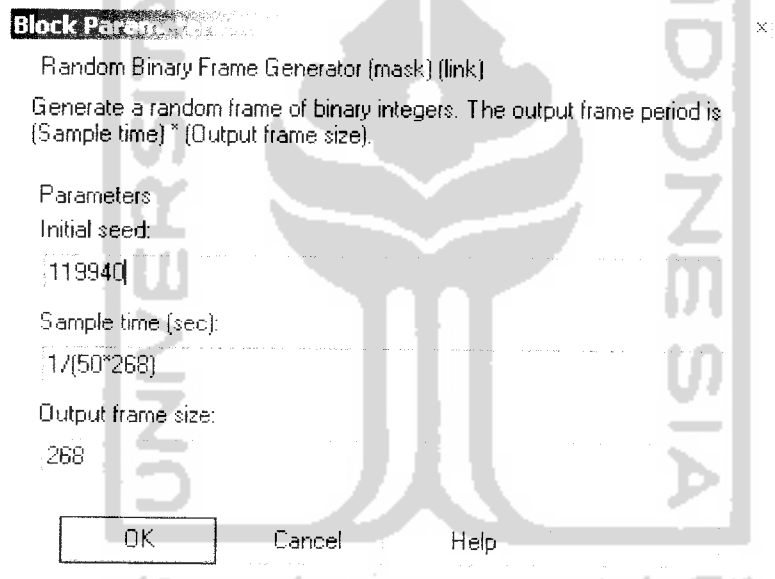 Block Param
×
Random Binary Frame Generator (mask) (link)
Generate a random frame of binary integers. The output frame period is
(Sample time) * (Output frame size).
Parameters
Initial seed:
119940
Sample time (sec):
1/(50*268)
Output frame size:
268
OK Cancel Help
UNIVERSIT
NDONESIA